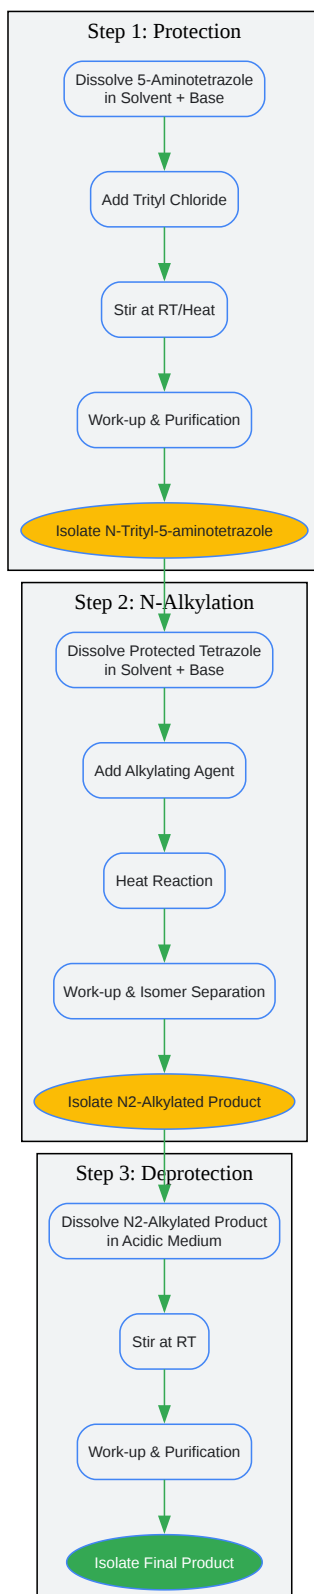 Step 1: Protection
Dissolve 5-Aminotetrazole
in Solvent + Base
Add Trityl Chloride
Stir at RT/Heat
Work-up & Purification
Isolate N-Trityl-5-aminotetrazole
Step 2: N-Alkylation
Dissolve Protected Tetrazole
in Solvent + Base
Add Alkylating Agent
Heat Reaction
Work-up & Isomer Separation
Isolate N2-Alkylated Product
Step 3: Deprotection
Dissolve N2-Alkylated Product
in Acidic Medium
Stir at RT
Work-up & Purification
Isolate Final Product